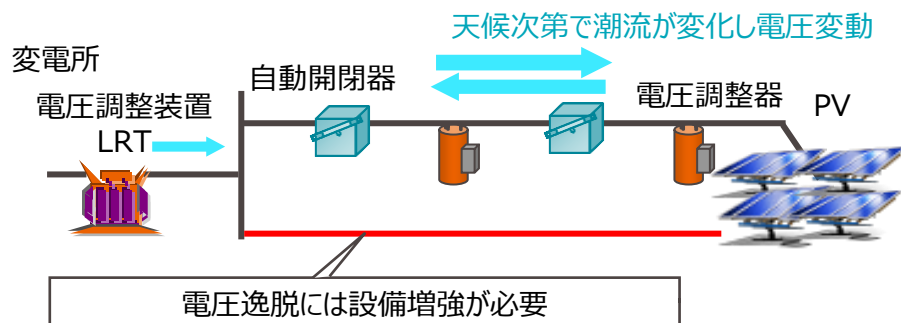 天候次第で潮流が変化し電圧変動
変電所
自動開閉器
電圧調整装置
LRT
電圧調整器
PV
電圧逸脱には設備増強が必要